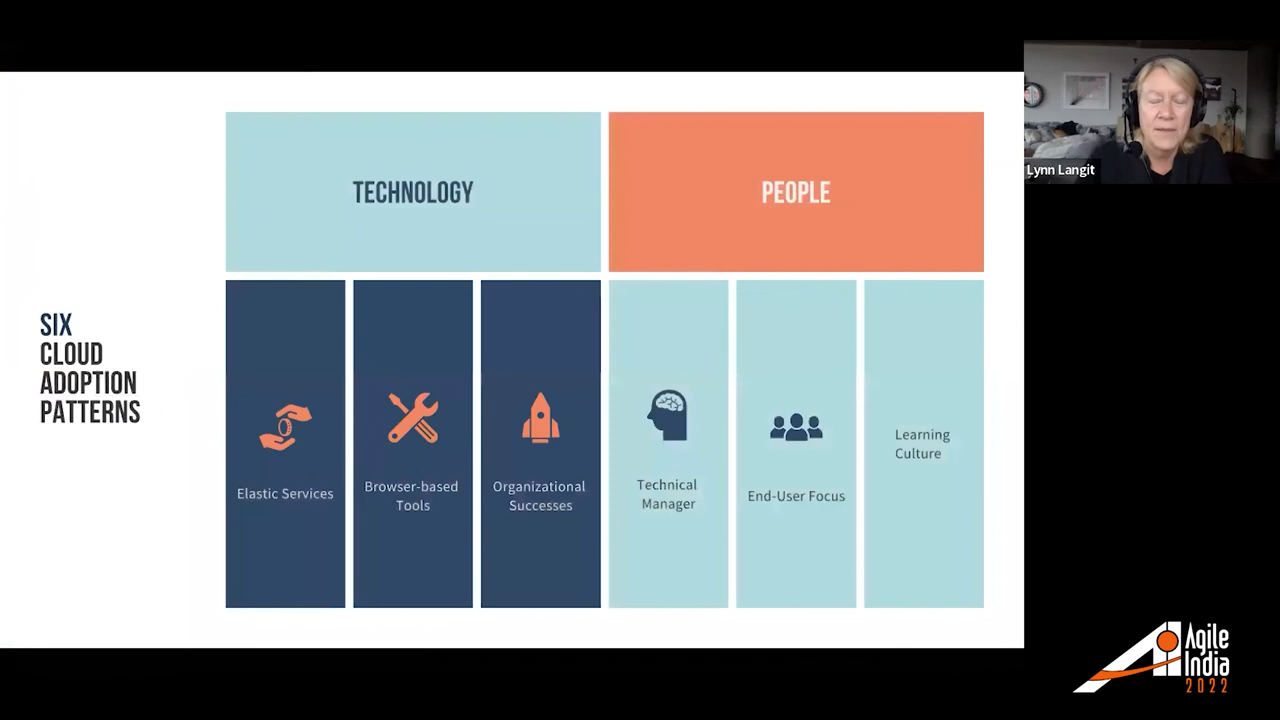 SIX
CLOUD
ADOPTION
PATTERNS
TECHNOLOGY
PEOPLE
Elastic Services
Browser-based
Tools
Organizational
Successes
Technical
Manager
End-User Focus
Learning
Culture
Lynn Langit
Agile
India
2022